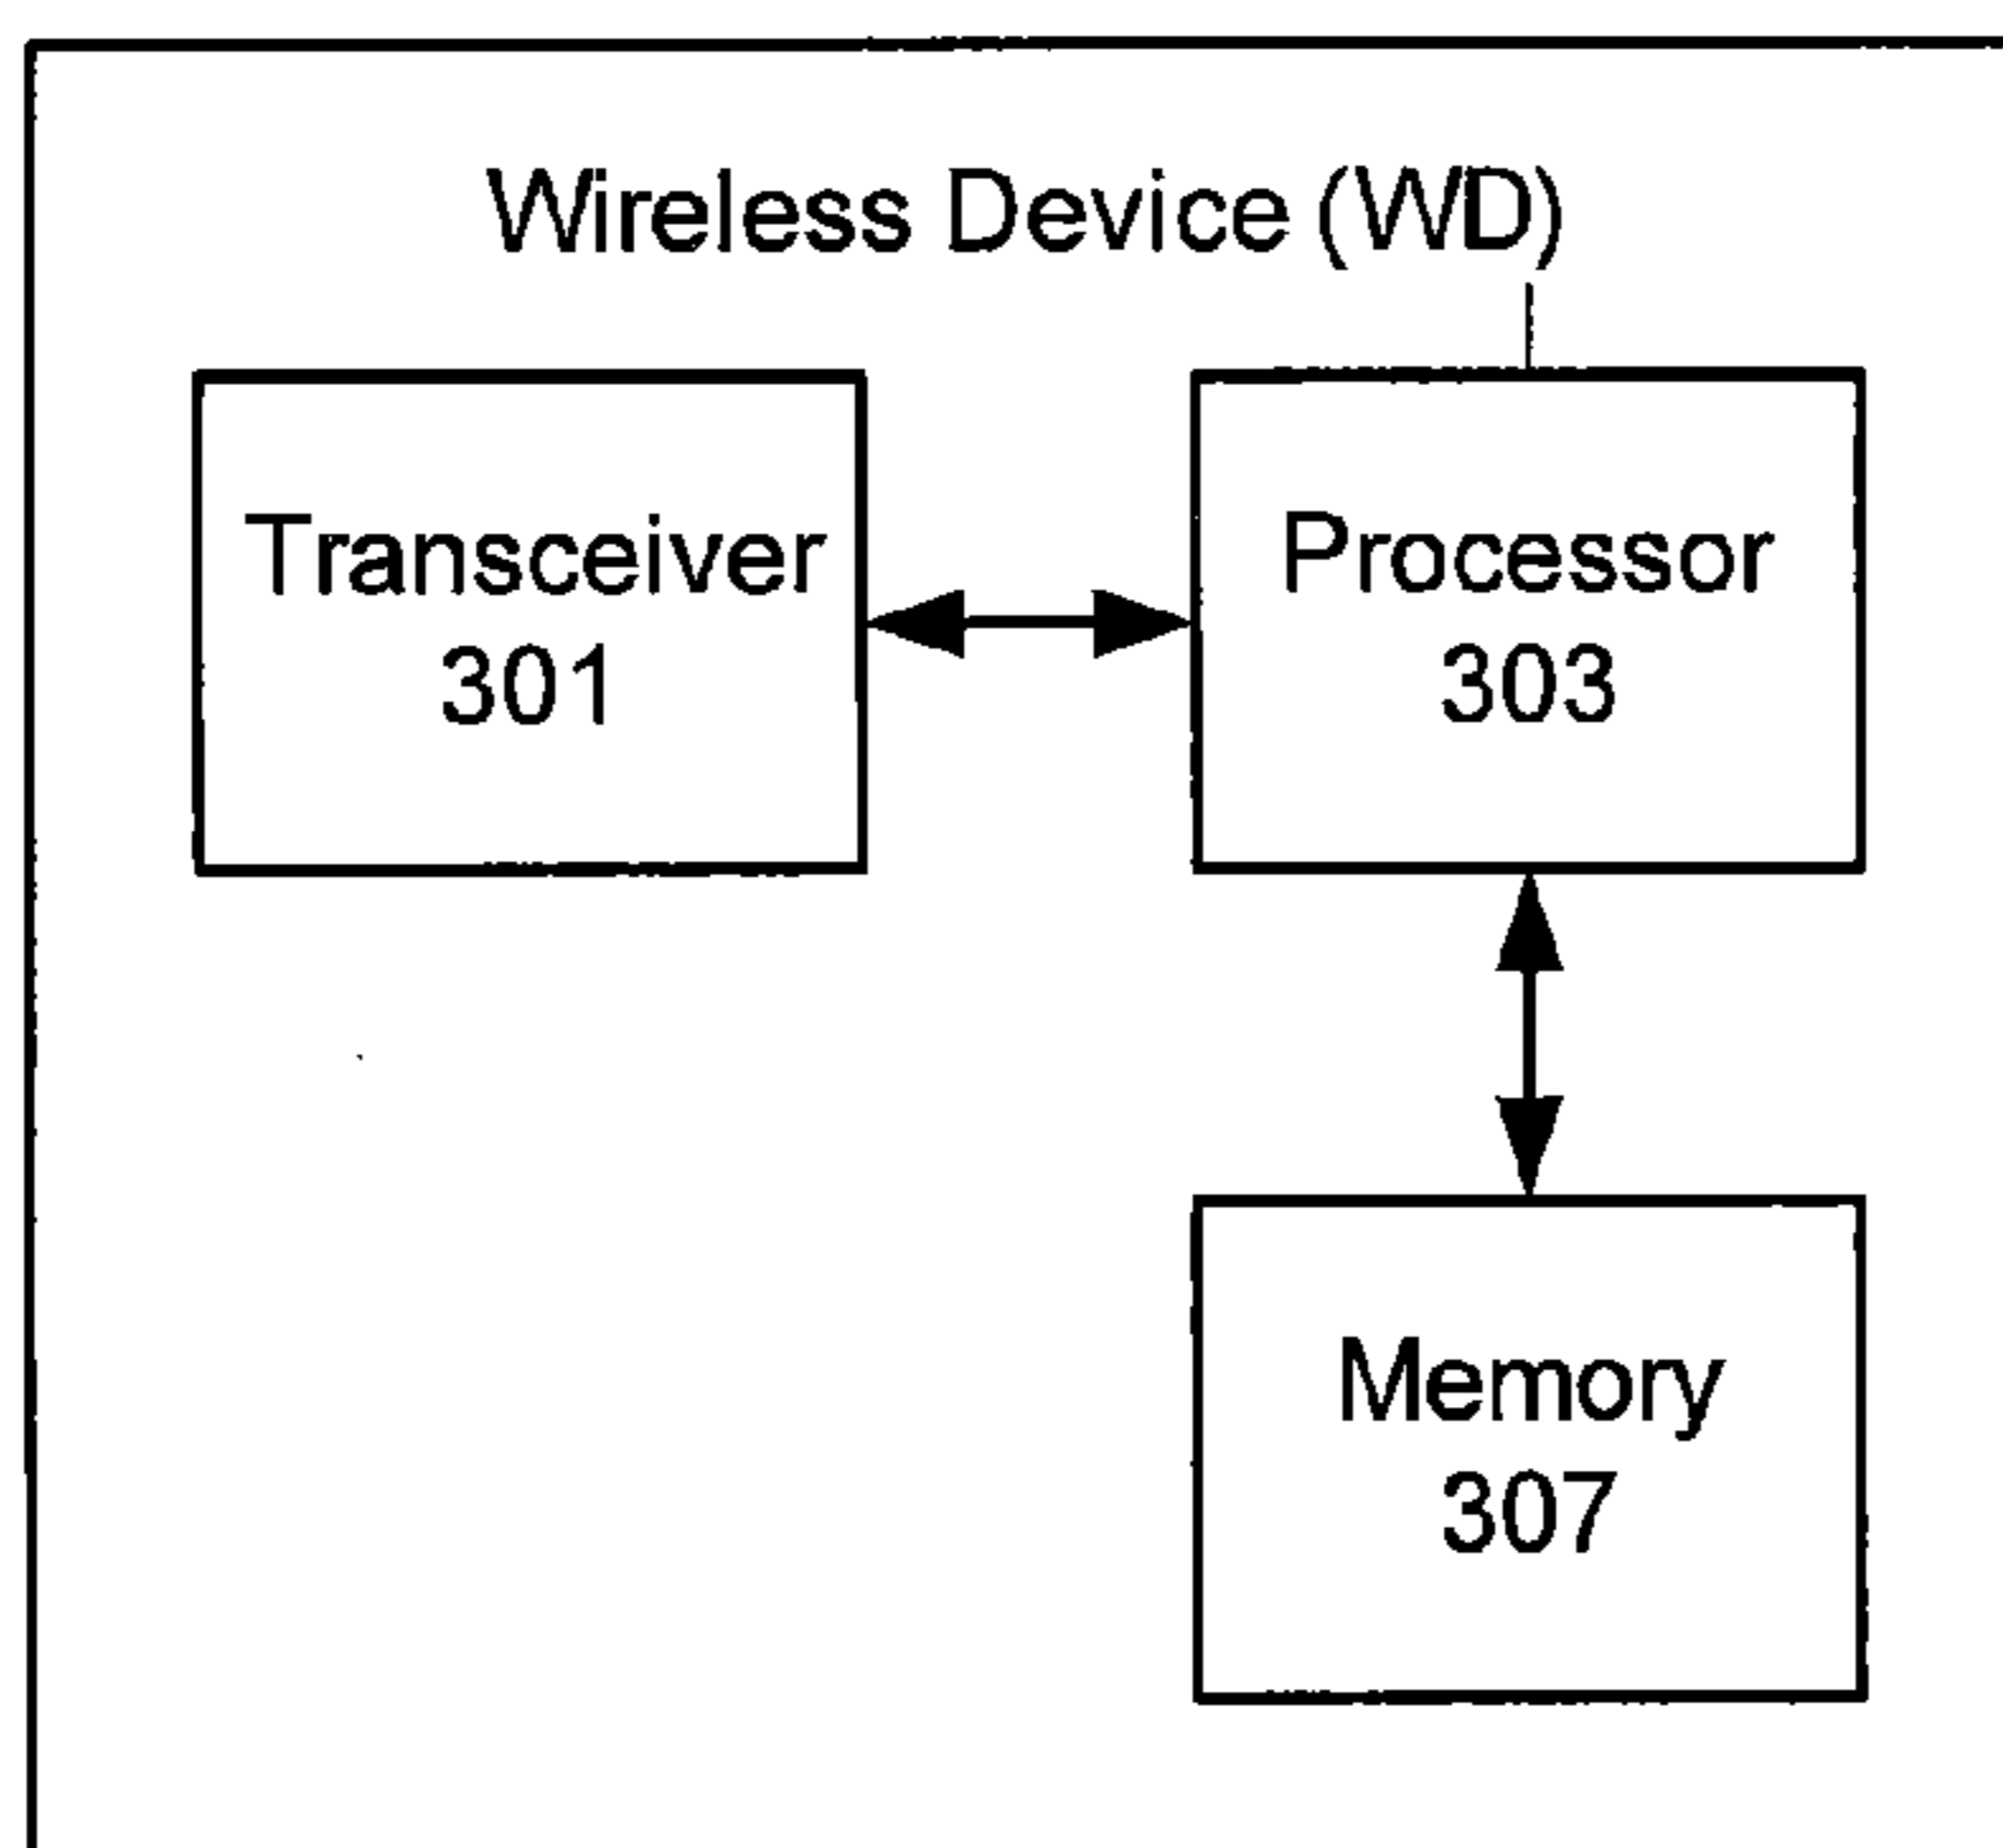 Wireless Device (WD)
Transceiver
301
Processor
303
Memory
307